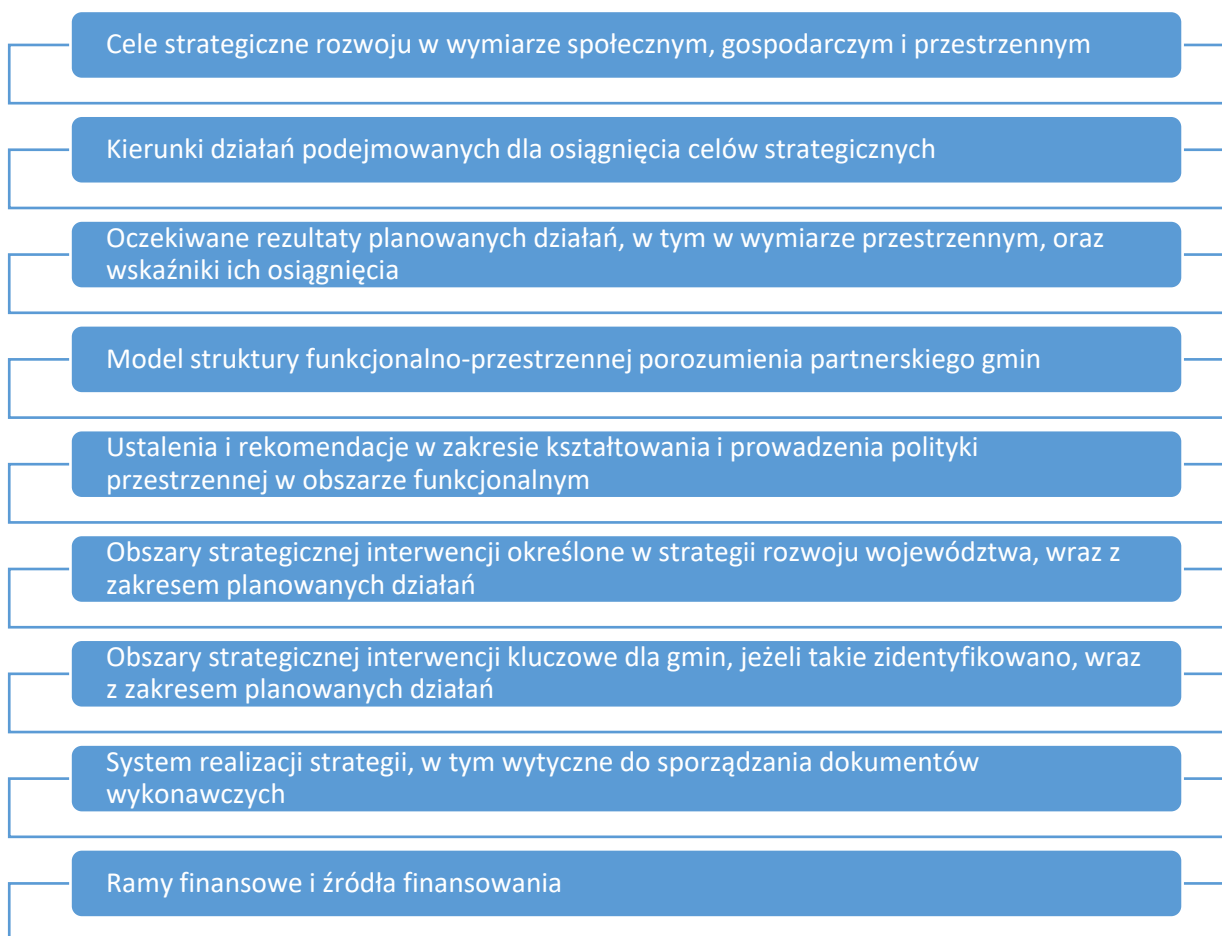 Cele strategiczne rozwoju w wymiarze społecznym, gospodarczym i przestrzennym
Kierunki działań podejmowanych dla osiągnięcia celów strategicznych
Oczekiwane rezultaty planowanych działań, w tym w wymiarze przestrzennym, oraz
wskaźniki ich osiągnięcia
Model struktury funkcjonalno-przestrzennej porozumienia partnerskiego gmin
Ustalenia i rekomendacje w zakresie kształtowania i prowadzenia polityki
przestrzennej w obszarze funkcjonalnym
Obszary strategicznej interwencji określone w strategii rozwoju województwa, wraz z
zakresem planowanych działań
Obszary strategicznej interwencji kluczowe dla gmin, jeżeli takie zidentyfikowano, wraz
z zakresem planowanych działań
System realizacji strategii, w tym wytyczne do sporządzania dokumentów
wykonawczych
Ramy finansowe i źródła finansowania